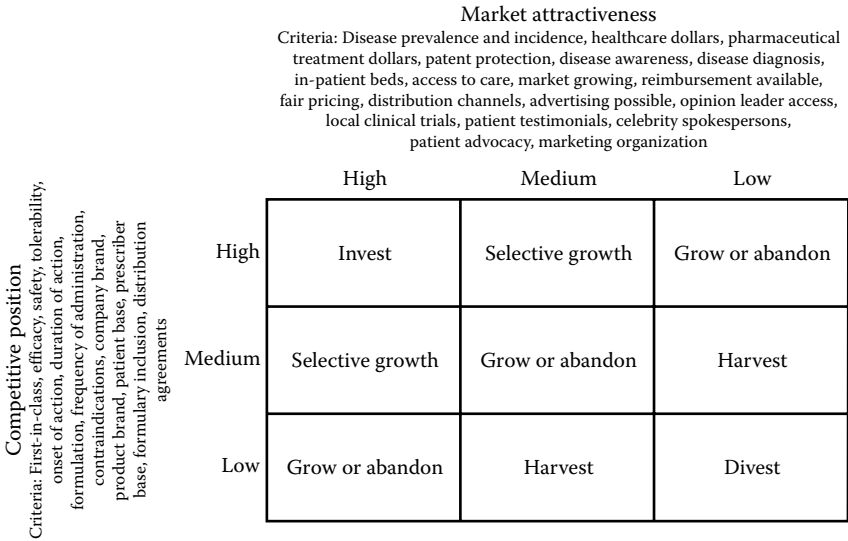 Market attractiveness
Criteria: Disease prevalence and incidence, healthcare dollars, pharmaceutical
treatment dollars, patent protection, disease awareness, disease diagnosis,
in-patient beds, access to care, market growing, reimbursement available,
fair pricing, distribution channels, advertising possible, opinion leader access,
local clinical trials, patient testimonials, celebrity spokespersons,
patient advocacy, marketing organization
High Medium Low
Competitive position
Criteria: First-in-class, efficacy, safety, tolerability,
onset of action, duration of action,
formulation, frequency of administration,
contraindications, company brand,
product brand, patient base, prescriber
base, formulary inclusion, distribution
agreements
High Invest Selective growth Grow or abandon
Medium Selective growth Grow or abandon Harvest
Low Grow or abandon Harvest Divest